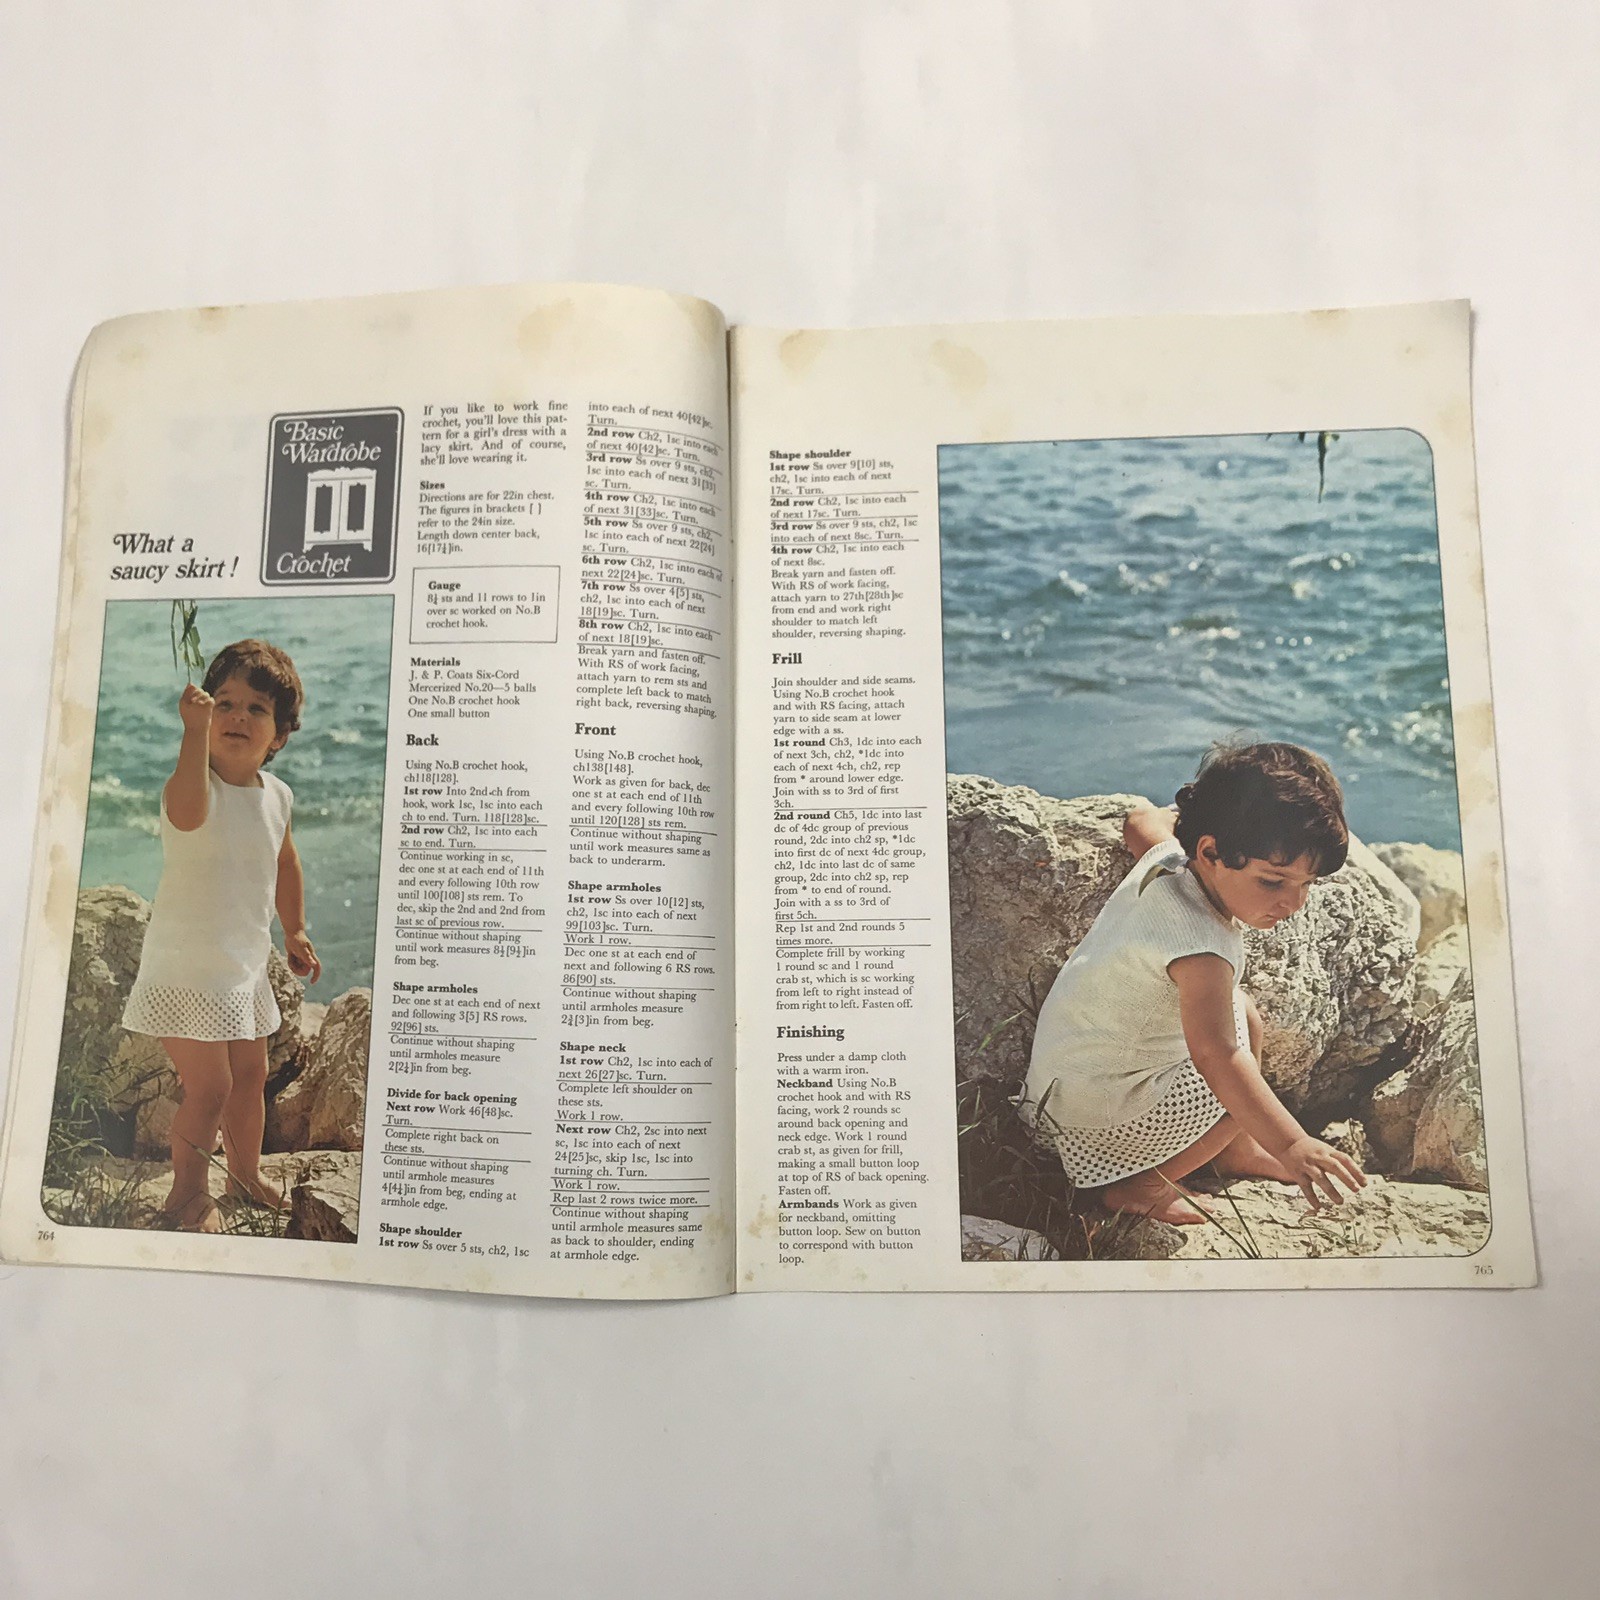 What a
saucy skirt!
Basic
Wardrobe
Crochet
If you like to work fine
crochet, you'll love this pat-
tern for a girl's dress with a
lacy skirt. And of course,
she'll love wearing it.
Sizes
Directions are for 22in chest.
The figures in brackets [ ]
refer to the 24in size.
Length down center back,
16[17¼]in.
Gauge
8½ sts and 11 rows to 1in
over sc worked on No.B
crochet hook.
Materials
J. & P. Coats Six-Cord
Mercerized No.20—5 balls
One No.B crochet hook
One small button
Back
Using No.B crochet hook,
ch118[128].
1st row Into 2nd ch from
hook, work 1sc, 1sc into each
ch to end. Turn. 118[128]sc.
2nd row Ch2, 1sc into each
sc to end. Turn.
Continue working in sc,
dec one st at each end of 11th
and every following 10th row
until 100[108] sts rem. To
dec, skip the 2nd and 2nd from
last sc of previous row.
Continue without shaping
until work measures 8½[9½]in
from beg.
Shape armholes
Dec one st at each end of next
and following 3[5] RS rows.
92[96] sts.
Continue without shaping
until armholes measure
2[2¼]in from beg.
Divide for back opening
Next row Work 46[48]sc.
Turn.
Complete right back on
these sts.
Continue without shaping
until armhole measures
4[4¼]in from beg, ending at
armhole edge.
Shape shoulder
1st row Ss over 5 sts, ch2, 1sc
into each of next 40[42]sc.
Turn.
2nd row Ch2, 1sc into each
of next 40[42]sc. Turn.
3rd row Ss over 9 sts, ch2,
1sc into each of next 31[33]
sc. Turn.
4th row Ch2, 1sc into each
of next 31[33]sc. Turn.
5th row Ss over 9 sts, ch2,
1sc into each of next 22[24]
sc. Turn.
6th row Ch2, 1sc into each of
next 22[24]sc. Turn.
7th row Ss over 4[5] sts,
ch2, 1sc into each of next
18[19]sc. Turn.
8th row Ch2, 1sc into each
of next 18[19]sc.
Break yarn and fasten off.
With RS of work facing,
attach yarn to rem sts and
complete left back to match
right back, reversing shaping.
Front
Using No.B crochet hook,
ch138[148].
Work as given for back, dec
one st at each end of 11th
and every following 10th row
until 120[128] sts rem.
Continue without shaping
until work measures same as
back to underarm.
Shape armholes
1st row Ss over 10[12] sts,
ch2, 1sc into each of next
99[103]sc. Turn.
Work 1 row.
Dec one st at each end of
next and following 6 RS rows.
86[90] sts.
Continue without shaping
until armholes measure
2¾[3]in from beg.
Shape neck
1st row Ch2, 1sc into each of
next 26[27]sc. Turn.
Complete left shoulder on
these sts.
Work 1 row.
Next row Ch2, 2sc into next
sc, 1sc into each of next
24[25]sc, skip 1sc, 1sc into
turning ch. Turn.
Work 1 row.
Rep last 2 rows twice more.
Continue without shaping
until armhole measures same
as back to shoulder, ending
at armhole edge.
764
Shape shoulder
1st row Ss over 9[10] sts,
ch2, 1sc into each of next
17sc. Turn.
2nd row Ch2, 1sc into each
of next 17sc. Turn.
3rd row Ss over 9 sts, ch2, 1sc
into each of next 8sc. Turn.
4th row Ch2, 1sc into each
of next 8sc.
Break yarn and fasten off.
With RS of work facing,
attach yarn to 27th[28th]sc
from end and work right
shoulder to match left
shoulder, reversing shaping.
Frill
Join shoulder and side seams.
Using No.B crochet hook
and with RS facing, attach
yarn to side seam at lower
edge with a ss.
1st round Ch3, 1dc into each
of next 3ch, ch2, *1dc into
each of next 4ch, ch2, rep
from * around lower edge.
Join with ss to 3rd of first
3ch.
2nd round Ch5, 1dc into last
dc of 4dc group of previous
round, 2dc into ch2 sp, *1dc
into first dc of next 4dc group,
ch2, 1dc into last dc of same
group, 2dc into ch2 sp, rep
from * to end of round.
Join with a ss to 3rd of
first 5ch.
Rep 1st and 2nd rounds 5
times more.
Complete frill by working
1 round sc and 1 round
crab st, which is sc working
from left to right instead of
from right to left. Fasten off.
Finishing
Press under a damp cloth
with a warm iron.
Neckband Using No.B
crochet hook and with RS
facing, work 2 rounds sc
around back opening and
neck edge. Work 1 round
crab st, as given for frill,
making a small button loop
at top of RS of back opening.
Fasten off.
Armbands Work as given
for neckband, omitting
button loop. Sew on button
to correspond with button
loop.
765